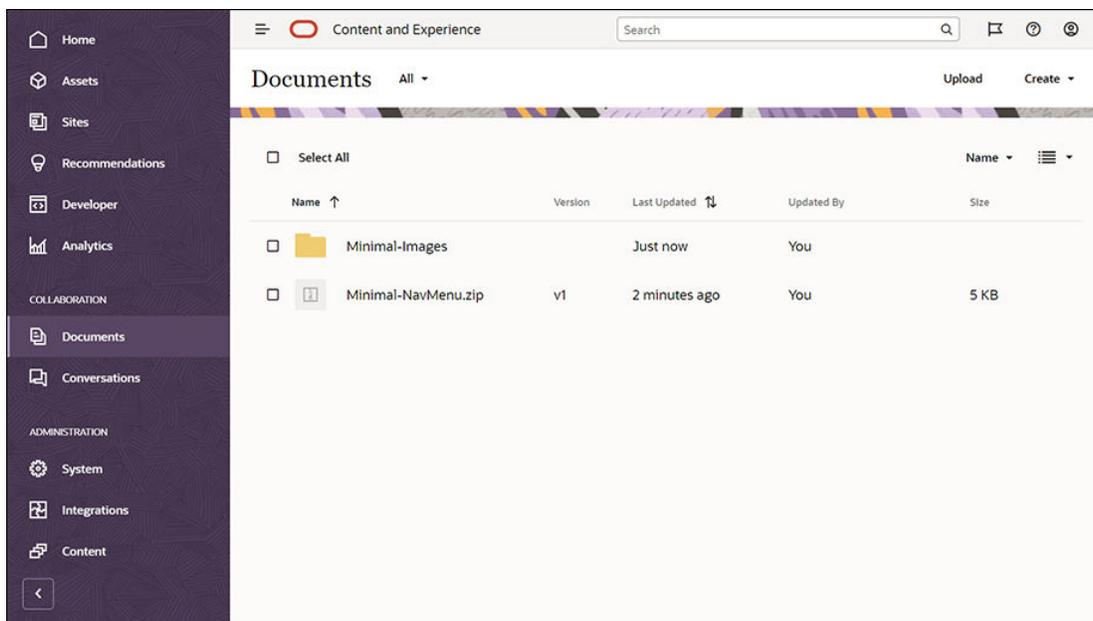 Home
Assets
Sites
Recommendations
Developer
Analytics
COLLABORATION
Documents
Conversations
ADMINISTRATION
System
Integrations
Content
Content and Experience
Search
Documents All
Upload Create
Select All
Name
Name Version Last Updated Updated By Size
Minimal-Images Just now You
Minimal-NavMenu.zip v1 2 minutes ago You 5 KB